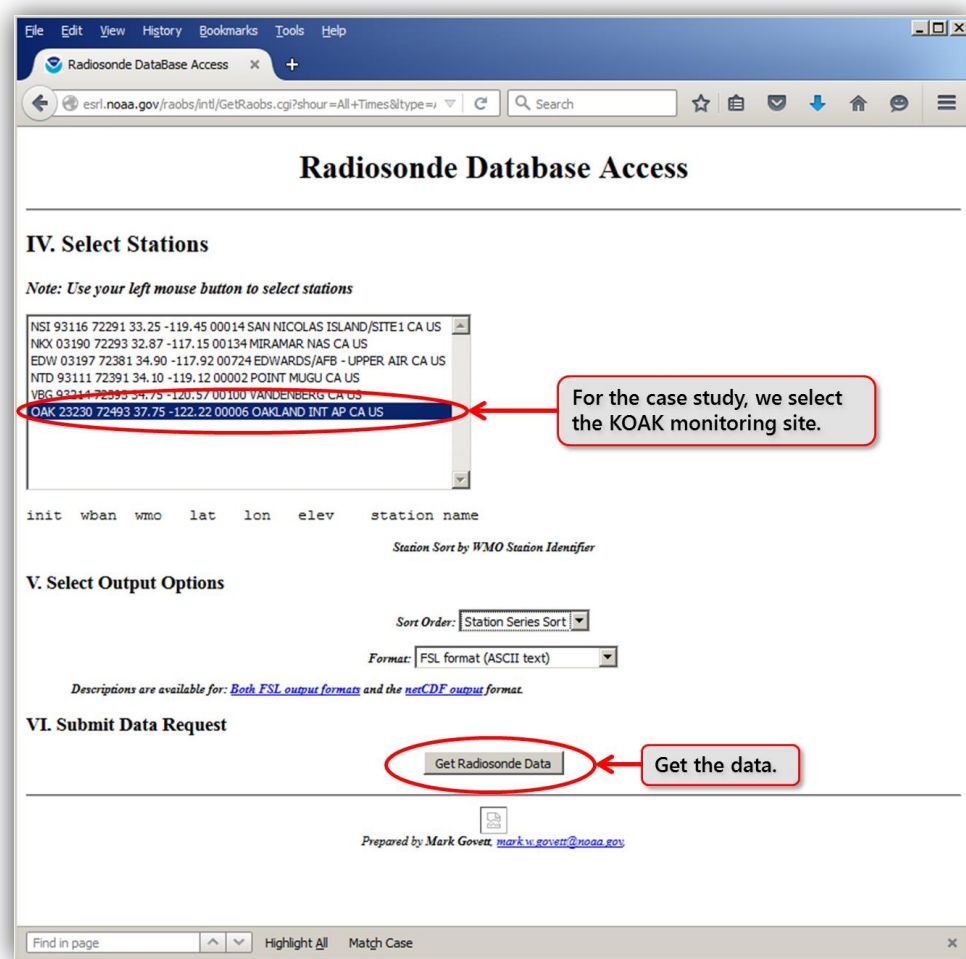 File Edit View History Bookmarks Tools Help
Radiosonde DataBase Access
esrl.noaa.gov/raobs/intl/GetRaobs.cgi?shour=All+Times&ltype=
Search
Radiosonde Database Access
IV. Select Stations
Note: Use your left mouse button to select stations
NSI 93116 72291 33.25 -119.45 00014 SAN NICOLAS ISLAND/SITE1 CA US
NKX 03190 72293 32.87 -117.15 00134 MIRAMAR NAS CA US
EDW 03197 72381 34.90 -117.92 00724 EDWARDS/AFB - UPPER AIR CA US
NTD 93111 72391 34.10 -119.12 00002 POINT MUGU CA US
VBG 93214 72393 34.75 -120.57 00100 VANDENBERG CA US
OAK 23230 72493 37.75 -122.22 00006 OAKLAND INT AP CA US
For the case study, we select
the KOAK monitoring site.
init wban wmo lat lon elev station name
Station Sort by WMO Station Identifier
V. Select Output Options
Sort Order: Station Series Sort
Format: FSL format (ASCII text)
Descriptions are available for: Both FSL output formats and the netCDF output format.
VI. Submit Data Request
Get Radiosonde Data
Get the data.
Prepared by Mark Govett, mark.w.govett@noaa.gov,
Find in page Highlight All Match Case